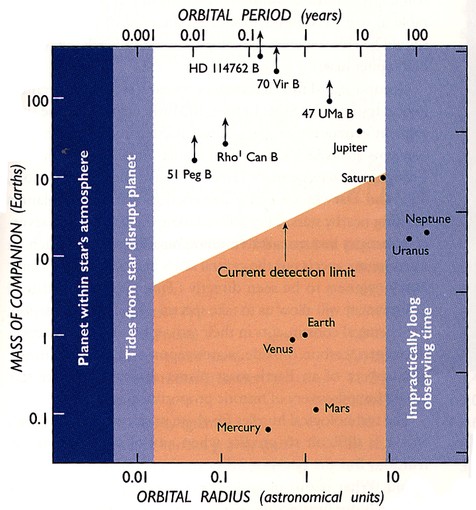 ORBITAL PERIOD (years)
0.001 0.01 0.1 1 10 100
HD 114762 B
70 Vir B
47 UMa B
Jupiter
Rho¹ Can B
51 Peg B
Saturn
Neptune
Uranus
Current detection limit
Earth
Venus
Mars
Mercury
Planet within star's atmosphere
Tides from star disrupt planet
Impractically long
observing time
MASS OF COMPANION (Earths)
100
10
10
1
0.1
0.01 0.1 1 10
ORBITAL RADIUS (astronomical units)